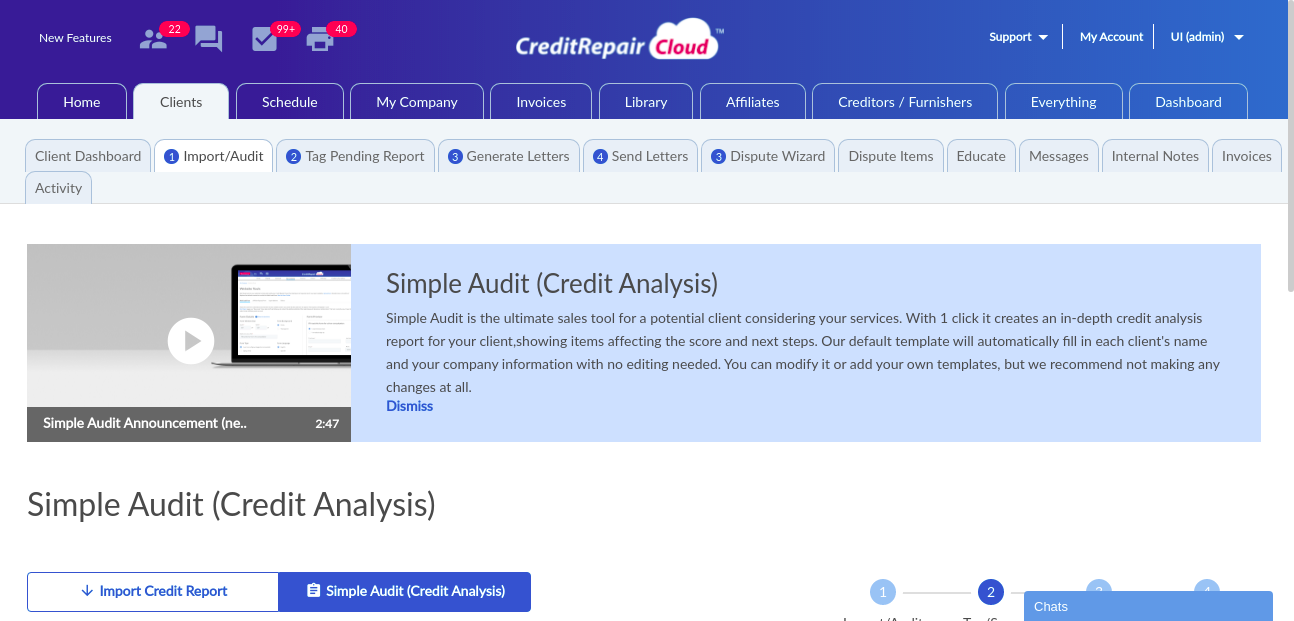 New Features
22
99+
40
CreditRepair Cloud™
Support
My Account
UI (admin)
Home
Clients
Schedule
My Company
Invoices
Library
Affiliates
Creditors / Furnishers
Everything
Dashboard
Client Dashboard
1 Import/Audit
2 Tag Pending Report
3 Generate Letters
4 Send Letters
3 Dispute Wizard
Dispute Items
Educate
Messages
Internal Notes
Invoices
Activity
Simple Audit (Credit Analysis)
Simple Audit is the ultimate sales tool for a potential client considering your services. With 1 click it creates an in-depth credit analysis
report for your client,showing items affecting the score and next steps. Our default template will automatically fill in each client's name
and your company information with no editing needed. You can modify it or add your own templates, but we recommend not making any
changes at all.
Dismiss
Simple Audit Announcement (ne..
2:47
Simple Audit (Credit Analysis)
Import Credit Report
Simple Audit (Credit Analysis)
1
2
Chats